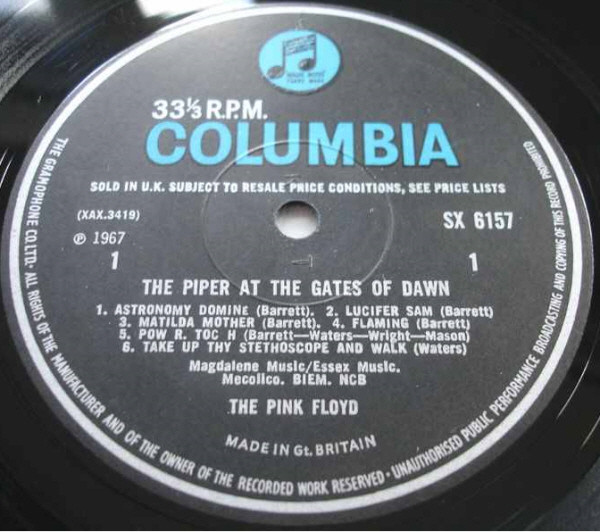 33⅓ R.P.M.
COLUMBIA
SOLD IN U.K. SUBJECT TO RESALE PRICE CONDITIONS, SEE PRICE LISTS
(XAX.3419)
SX 6157
Ⓟ 1967
1
1
THE PIPER AT THE GATES OF DAWN
1. ASTRONOMY DOMINE (Barrett). 2. LUCIFER SAM (Barrett)
3. MATILDA MOTHER (Barrett). 4. FLAMING (Barrett)
5. POW R. TOC H (Barrett—Waters—Wright—Mason)
6. TAKE UP THY STETHOSCOPE AND WALK (Waters)
Magdalene Music/Essex Music.
Mecolico. BIEM. NCB
THE PINK FLOYD
MADE IN Gt. BRITAIN
THE GRAMOPHONE CO. LTD. · ALL RIGHTS OF THE MANUFACTURER AND OF THE OWNER OF THE RECORDED WORK RESERVED · UNAUTHORISED PUBLIC PERFORMANCE BROADCASTING AND COPYING OF THIS RECORD PROHIBITED